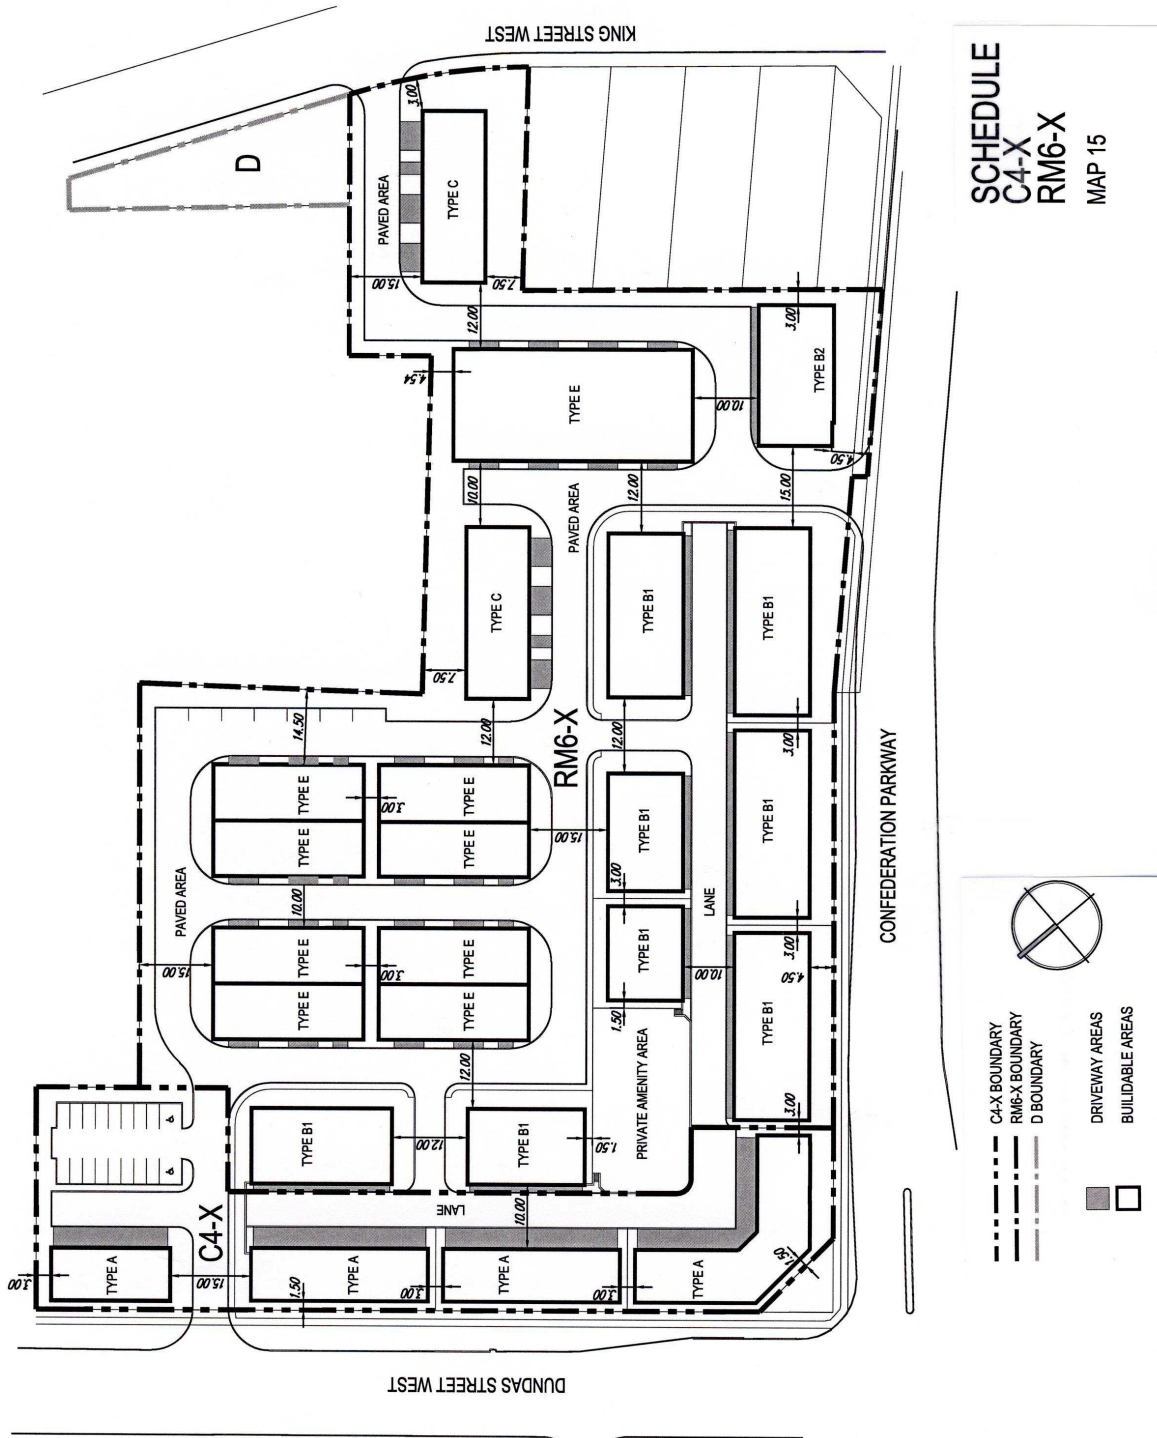 KING STREET WEST
SCHEDULE
C4-X
RM6-X
MAP 15
D
PAVED AREA
3.00
TYPE C
15.00
7.50
12.00
3.00
4.54
TYPE E
TYPE B2
10.00
4.50
10.00
12.00
15.00
PAVED AREA
TYPE C
TYPE B1
TYPE B1
7.50
14.50
12.00
RM6-X
12.00
3.00
TYPE E
TYPE E
3.00
TYPE E
TYPE E
15.00
TYPE B1
TYPE B1
CONFEDERATION PARKWAY
PAVED AREA
10.00
3.00
LANE
15.00
TYPE E
TYPE E
3.00
TYPE E
TYPE E
TYPE B1
10.00
3.00
4.50
TYPE B1
1.50
12.00
PRIVATE AMENITY AREA
3.00
TYPE B1
12.00
TYPE B1
1.50
LANE
10.00
C4-X
3.00
TYPE A
15.00
TYPE A
1.50
3.00
TYPE A
3.00
TYPE A
7.50
DUNDAS STREET WEST
C4-X BOUNDARY
RM6-X BOUNDARY
D BOUNDARY
DRIVEWAY AREAS
BUILIDABLE AREAS